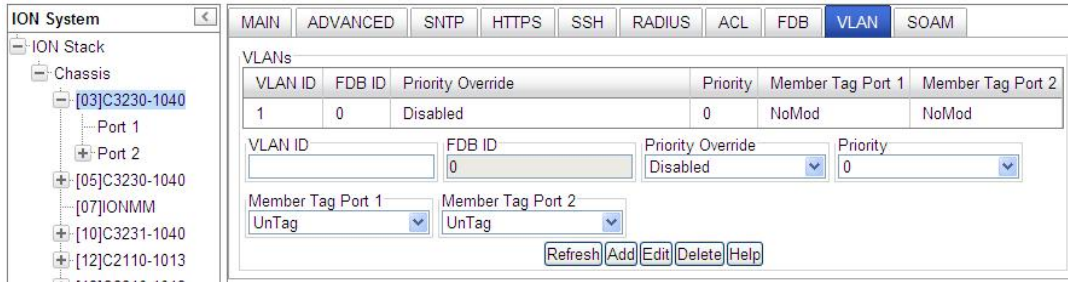 ION System
<
ION Stack
Chassis
[03]C3230-1040
Port 1
Port 2
[05]C3230-1040
[07]IONMM
[10]C3231-1040
[12]C2110-1013
MAIN ADVANCED SNTP HTTPS SSH RADIUS ACL FDB VLAN SOAM
VLANs
VLAN ID FDB ID Priority Override Priority Member Tag Port 1 Member Tag Port 2
1 0 Disabled 0 NoMod NoMod
VLAN ID FDB ID Priority Override Priority
0 Disabled 0
Member Tag Port 1 Member Tag Port 2
UnTag UnTag
Refresh Add Edit Delete Help